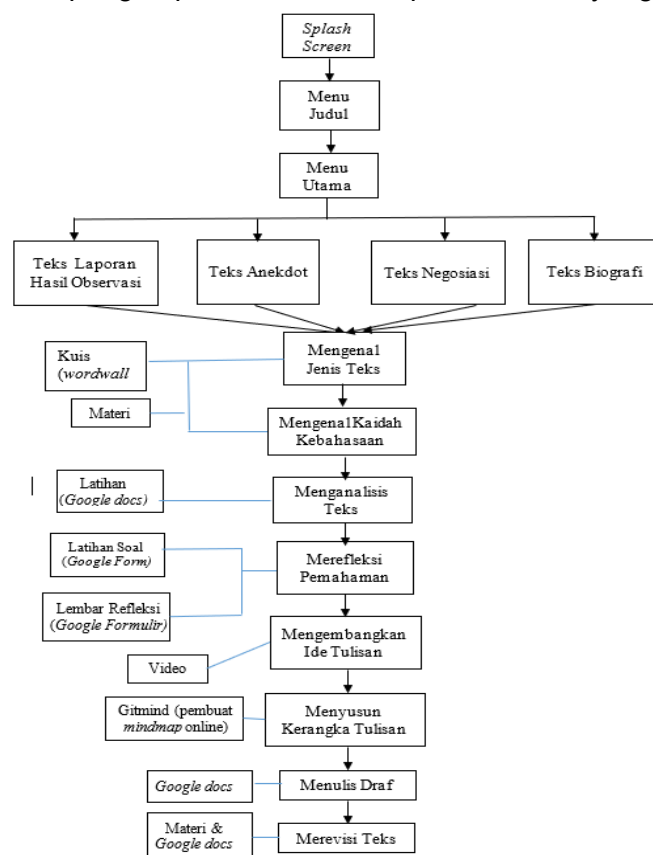 Splash
Screen
Menu
Judul
Menu
Utama
Teks Laporan
Hasil Observasi
Teks Anekdot
Teks Negosiasi
Teks Biografi
Kuis
(wordwall
Mengenal
Jenis Teks
Materi
Mengenal Kaidah
Kebahasaan
Latihan
(Google docs)
Menganalisis
Teks
Latihan Soal
(Google Form)
Merefleksi
Pemahaman
Lembar Refleksi
(Google Formulir)
Mengembangkan
Ide Tulisan
Video
Gitmind (pembuat
mindmap online)
Menyusun
Kerangka Tulisan
Google docs
Menulis Draf
Materi &
Google docs
Merevisi Teks